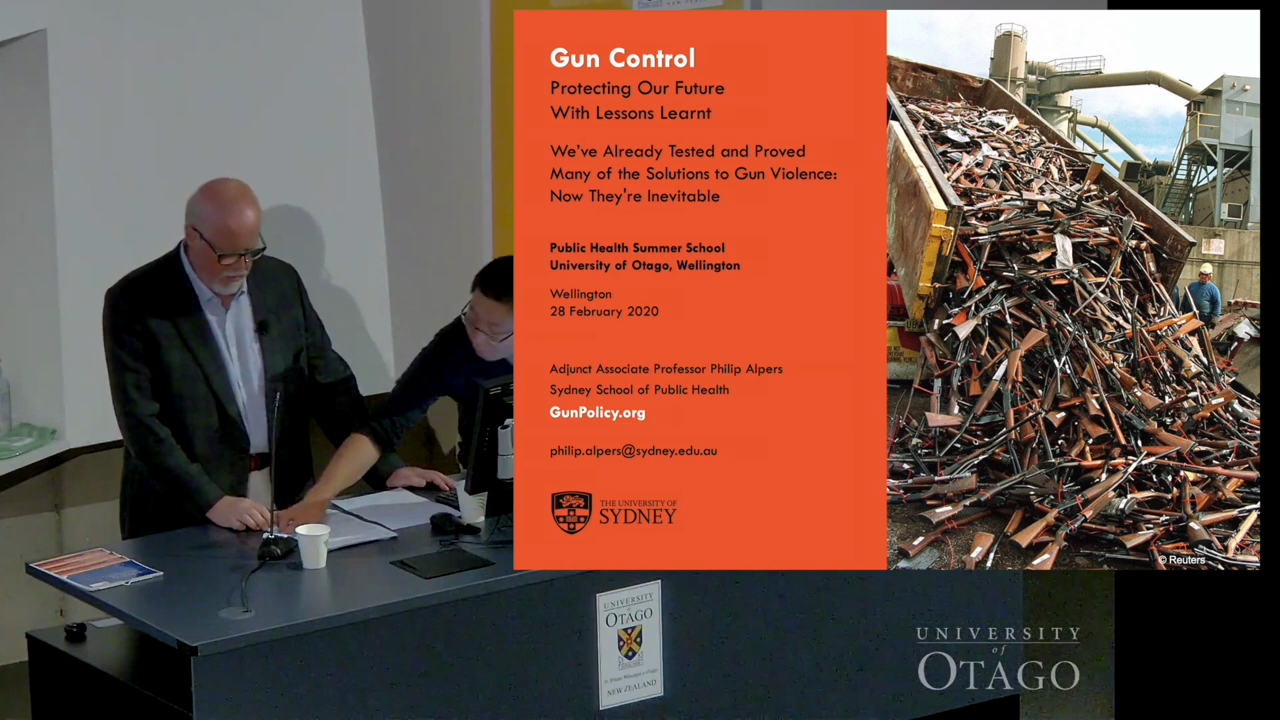 Gun Control
Protecting Our Future
With Lessons Learnt
We've Already Tested and Proved
Many of the Solutions to Gun Violence:
Now They're Inevitable
Public Health Summer School
University of Otago, Wellington
Wellington
28 February 2020
Adjunct Associate Professor Philip Alpers
Sydney School of Public Health
GunPolicy.org
philip.alpers@sydney.edu.au
THE UNIVERSITY OF
SYDNEY
© Reuters
UNIVERSITY
of
OTAGO
NEW ZEALAND
UNIVERSITY
of
OTAGO